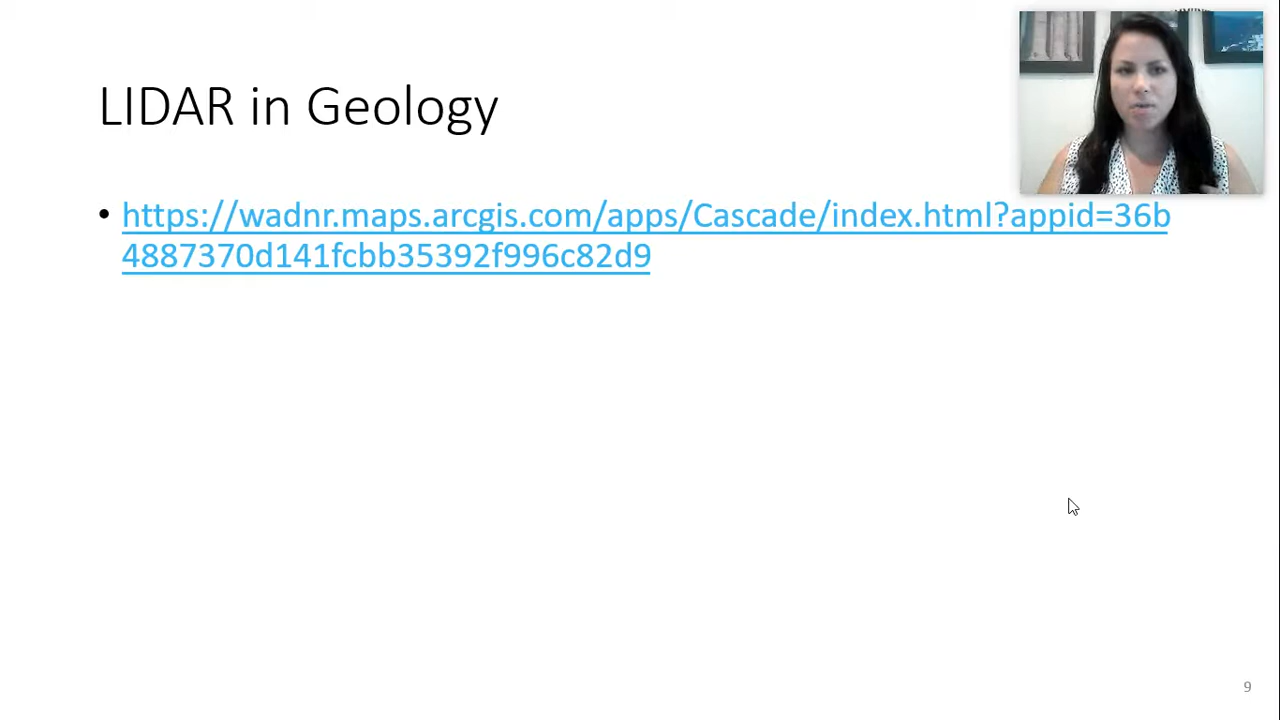 LIDAR in Geology
• https://wadnr.maps.arcgis.com/apps/Cascade/index.html?appid=36b
4887370d141fcbb35392f996c82d9
9